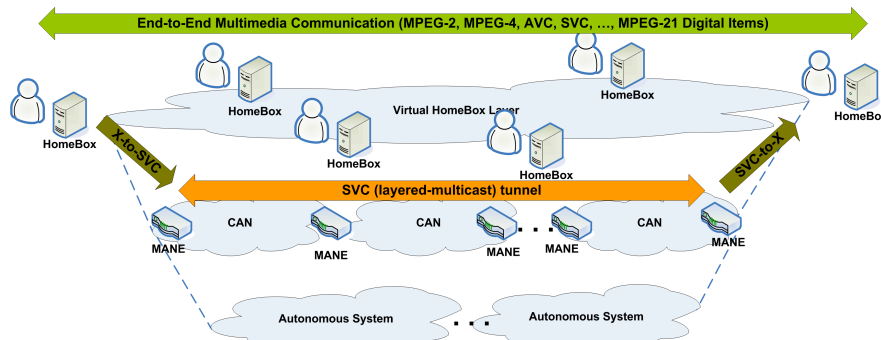 End-to-End Multimedia Communication (MPEG-2, MPEG-4, AVC, SVC, …, MPEG-21 Digital Items)
HomeBox
HomeBox
Virtual HomeBox Layer
HomeBox
HomeBox
HomeBox
HomeBo
HomeBox
X-to-SVC
SVC-to-X
SVC (layered-multicast) tunnel
CAN
CAN
CAN
MANE
MANE
MANE
MANE
MANE
. . .
Autonomous System
. . .
Autonomous System